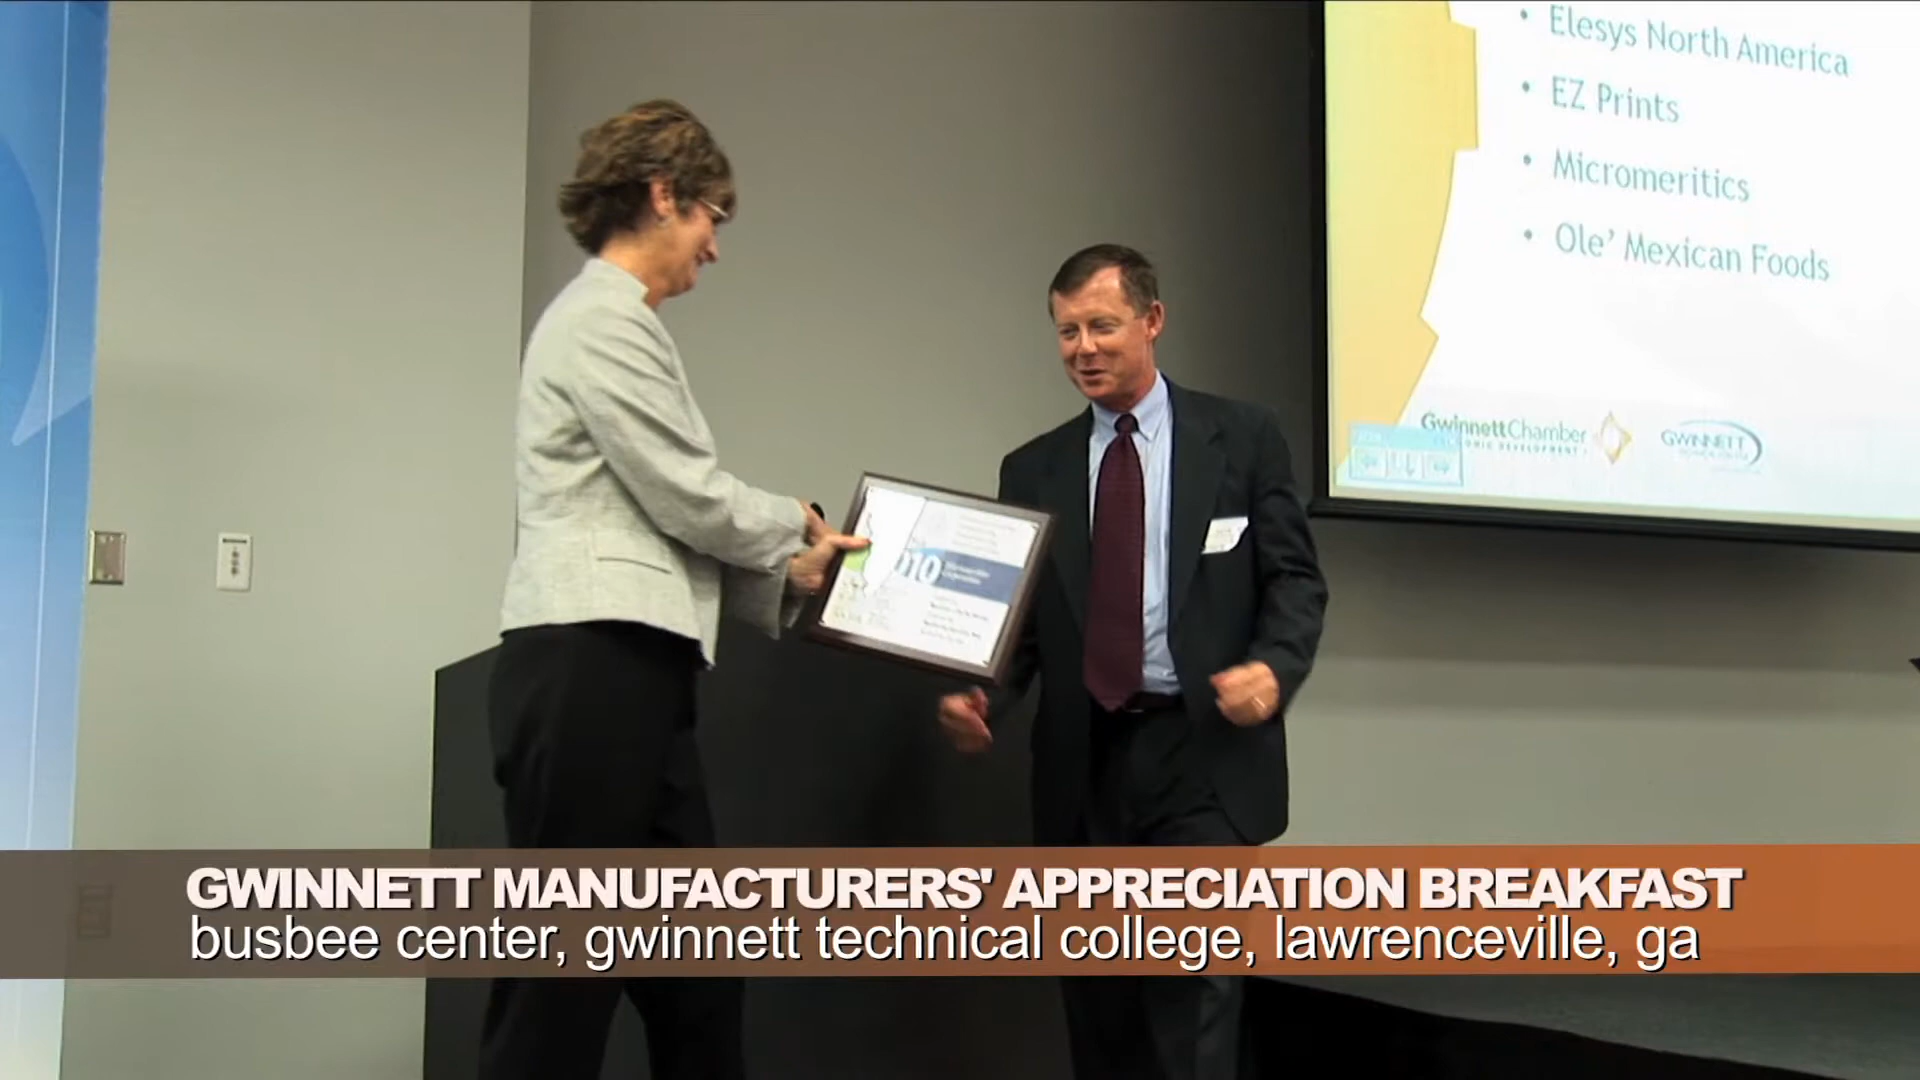 • Elesys North America
• EZ Prints
• Micromeritics
• Ole’ Mexican Foods
GwinnettChamber
GWINNETT
GWINNETT MANUFACTURERS' APPRECIATION BREAKFAST
busbee center, gwinnett technical college, lawrenceville, ga